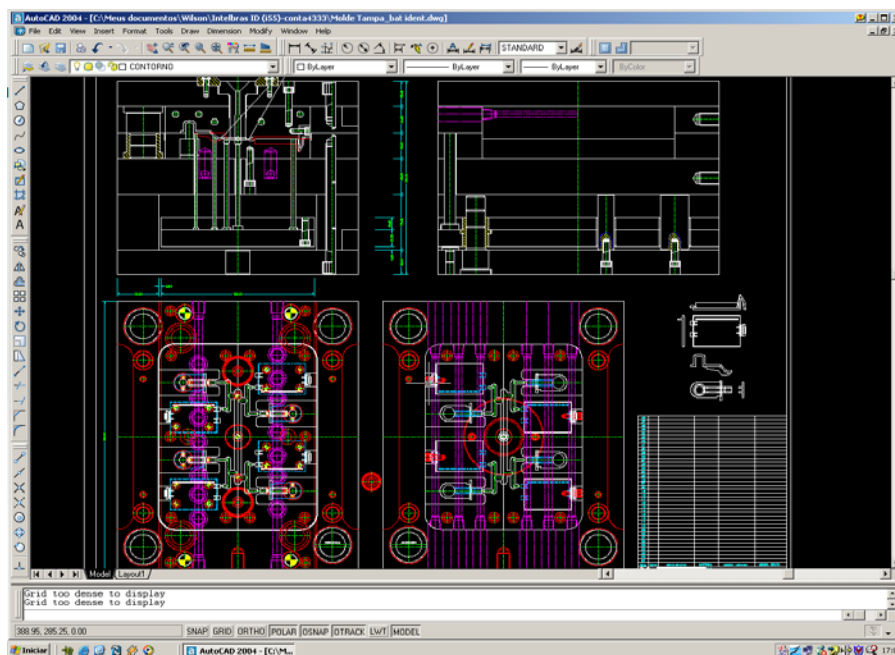 AutoCAD 2004 - [C:\Meus documentos\Wilson\Intelbras ID (i55)-conta4333\Molde Tampa_bat ident.dwg]
File Edit View Insert Format Tools Draw Dimension Modify Window Help
STANDARD
CONTORNO ByLayer ByLayer ByLayer ByColor
Model Layout1
Grid too dense to display
Grid too dense to display
388.95, 285.25, 0.00 SNAP GRID ORTHO POLAR OSNAP OTRACK LWT MODEL
Iniciar AutoCAD 2004 - [C:\M...